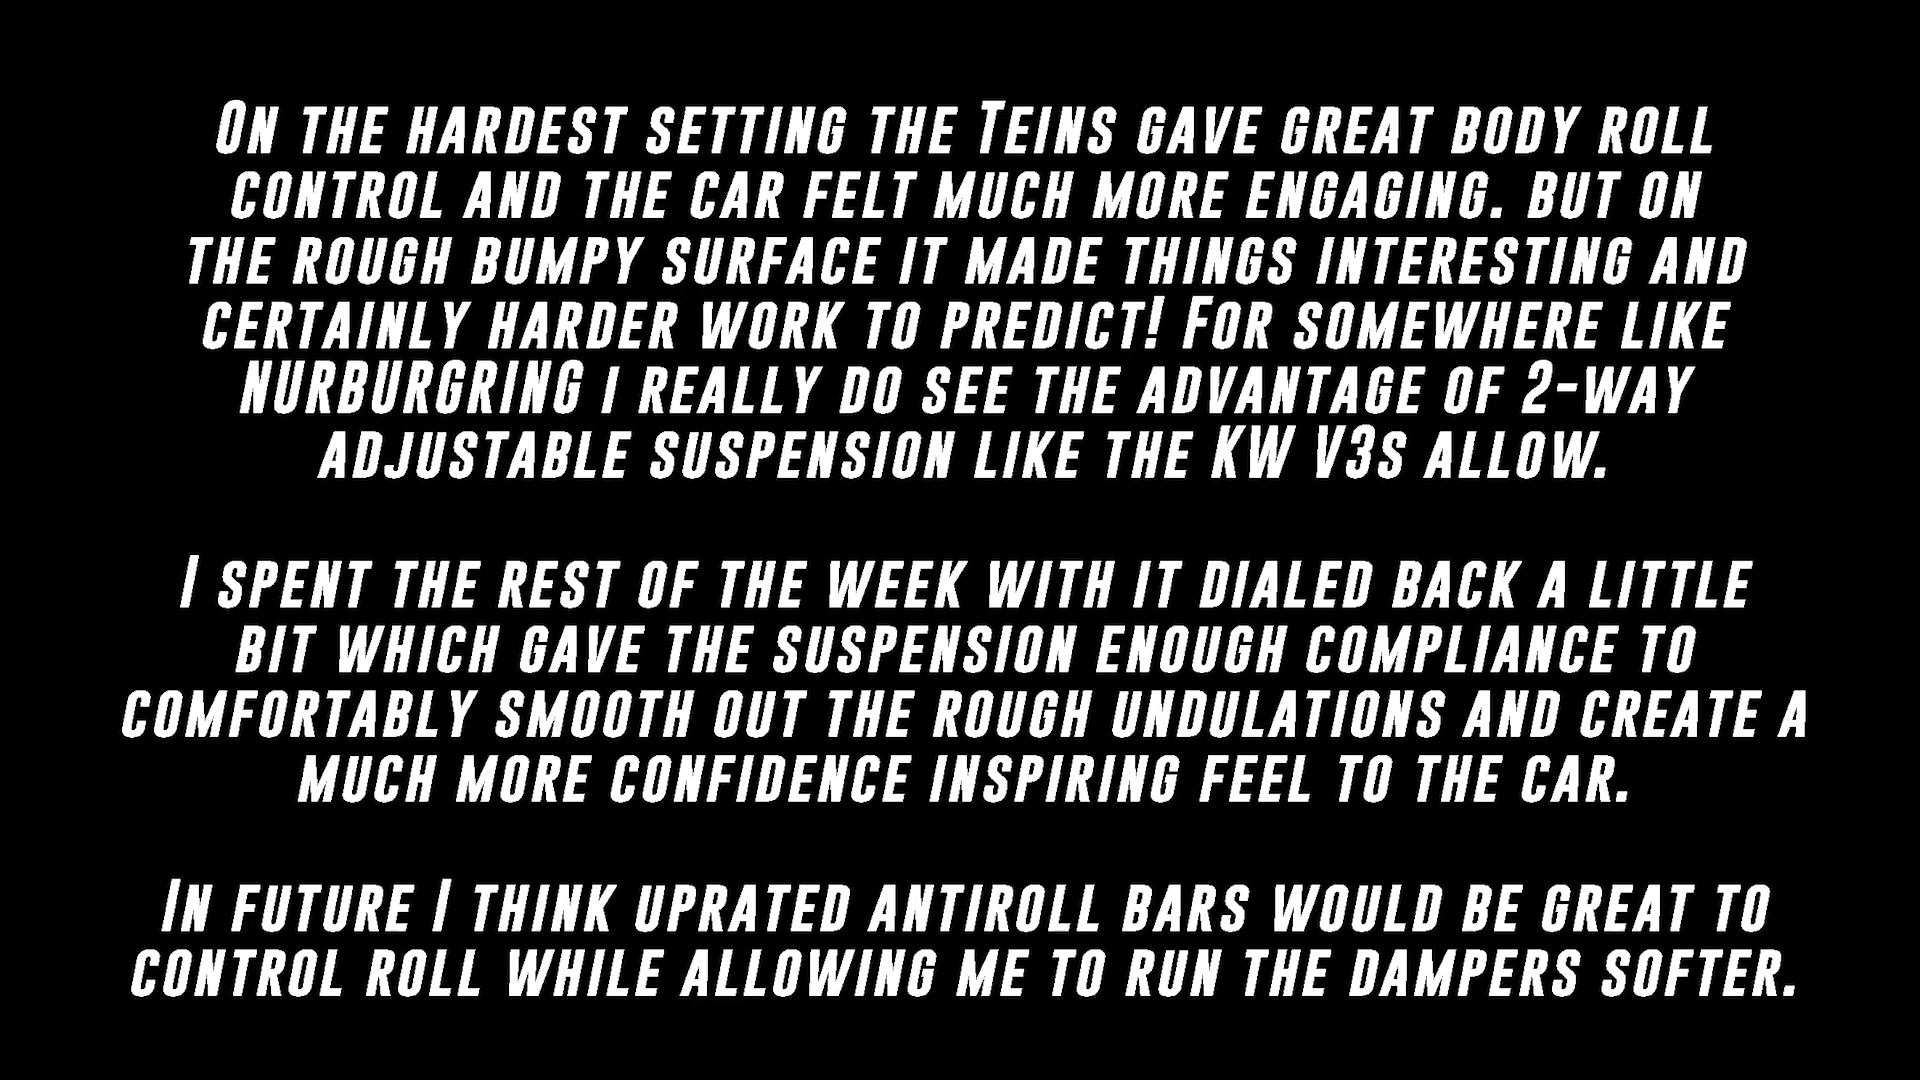 On the hardest setting the Teins gave great body roll
control and the car felt much more engaging. but on
the rough bumpy surface it made things interesting and
certainly harder work to predict! For somewhere like
NURBURGRING i really do see the advantage of 2-way
adjustable suspension like the KW V3s allow.
I spent the rest of the week with it dialed back a little
bit which gave the suspension enough compliance to
comfortably smooth out the rough undulations and create a
much more confidence inspiring feel to the car.
In future I think uprated antiroll bars would be great to
control roll while allowing me to run the dampers softer.